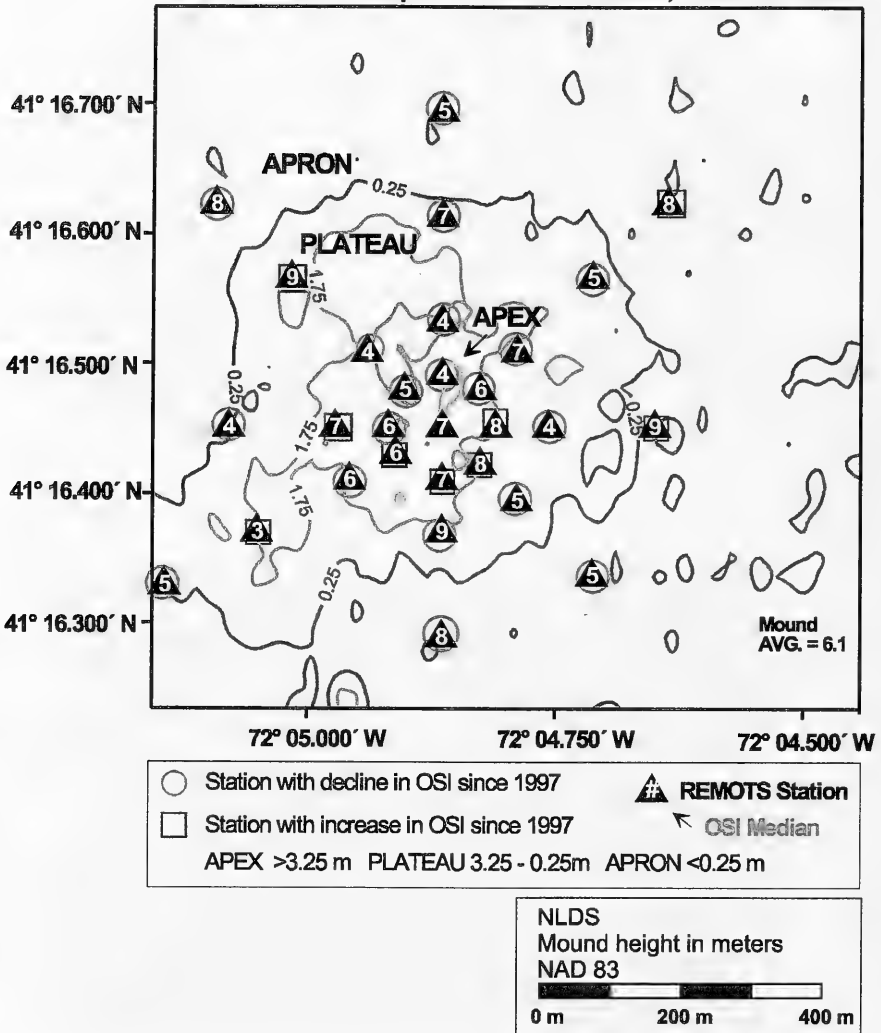 41° 16.700´ N
5
APRON
8
0.25
8
41° 16.600´ N
7
PLATEAU
9
1.75
5
4
APEX
4
7
41° 16.500´ N
4
5
6
0.25
4
7
6
7
8
4
9
0.25
1.75
6
8
6
7
5
41° 16.400´ N
1.75
9
3
5
5
0.25
41° 16.300´ N
8
Mound
AVG. = 6.1
72° 05.000´ W
72° 04.750´ W
72° 04.500´ W
Station with decline in OSI since 1997
# REMOTS Station
Station with increase in OSI since 1997
OSI Median
APEX >3.25 m PLATEAU 3.25 - 0.25m APRON <0.25 m
NLDS
Mound height in meters
NAD 83
0 m 200 m 400 m